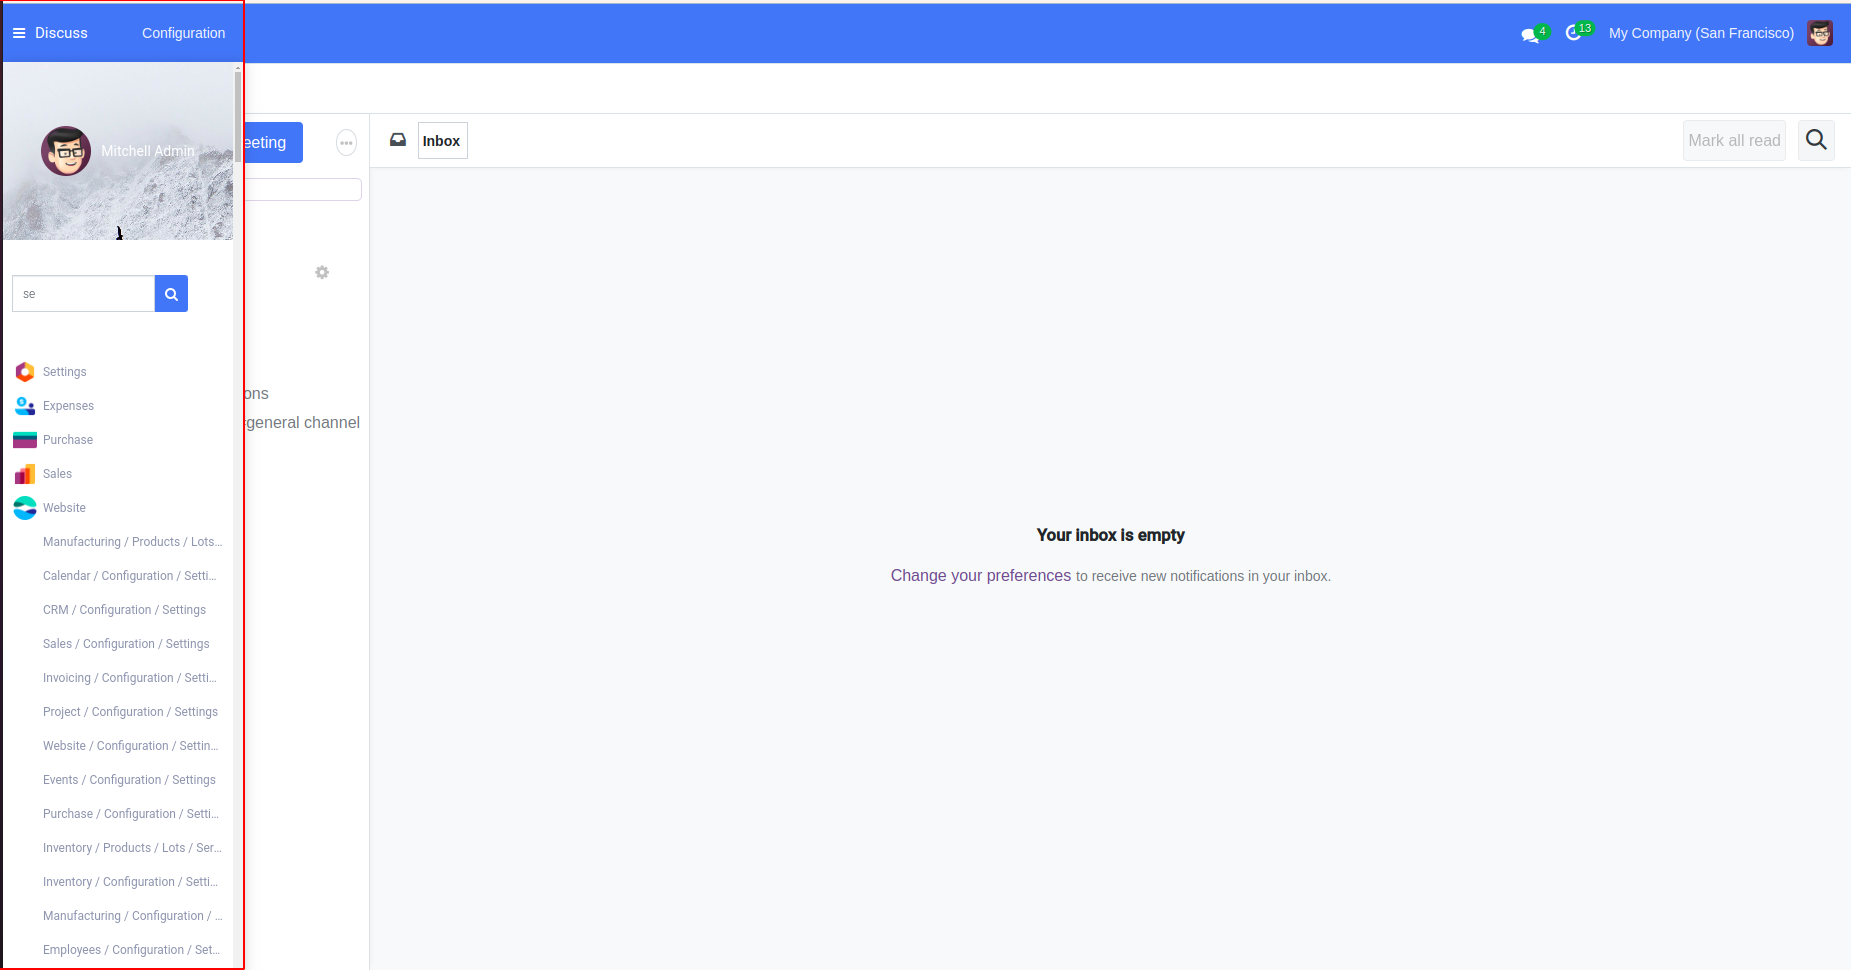 Discuss Configuration 4 13 My Company (San Francisco)
Mitchell Admin
eeting Inbox Mark all read
se
Settings
Expenses
Purchase
Sales
Website
Manufacturing / Products / Lots...
Calendar / Configuration / Setti...
CRM / Configuration / Settings
Sales / Configuration / Settings
Invoicing / Configuration / Setti...
Project / Configuration / Settings
Website / Configuration / Settin...
Events / Configuration / Settings
Purchase / Configuration / Setti...
Inventory / Products / Lots / Ser...
Inventory / Configuration / Setti...
Manufacturing / Configuration / ...
Employees / Configuration / Set...
ons
general channel
Your inbox is empty
Change your preferences to receive new notifications in your inbox.